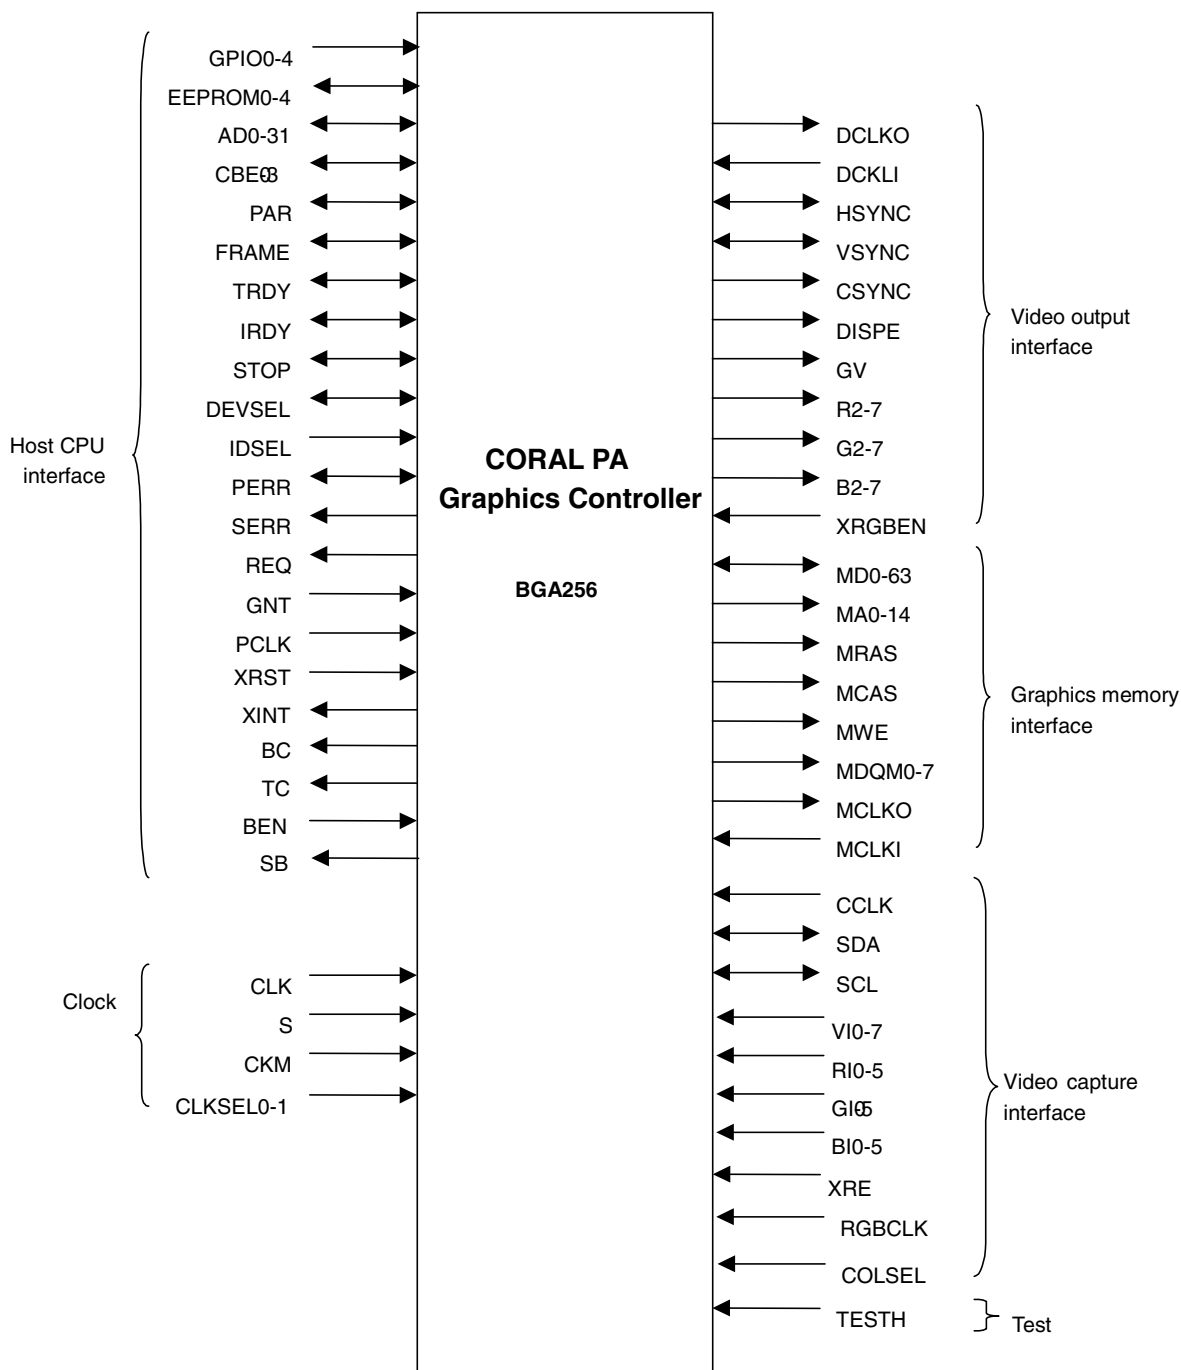 GPIO0-4
EEPROM0-4
AD0-31
CBE0-3
PAR
FRAME
TRDY
IRDY
STOP
DEVSEL
IDSEL
PERR
SERR
REQ
GNT
PCLK
XRST
XINT
BC
TC
BEN
SB
Host CPU
interface
CLK
S
CKM
CLKSEL0-1
Clock
CORAL PA
Graphics Controller
BGA256
DCLKO
DCKLI
HSYNC
VSYNC
CSYNC
DISPE
GV
R2-7
G2-7
B2-7
XRGBEN
Video output
interface
MD0-63
MA0-14
MRAS
MCAS
MWE
MDQM0-7
MCLKO
MCLKI
Graphics memory
interface
CCLK
SDA
SCL
VI0-7
RI0-5
GI0-5
BI0-5
XRE
RGBCLK
COLSEL
Video capture
interface
TESTH
Test